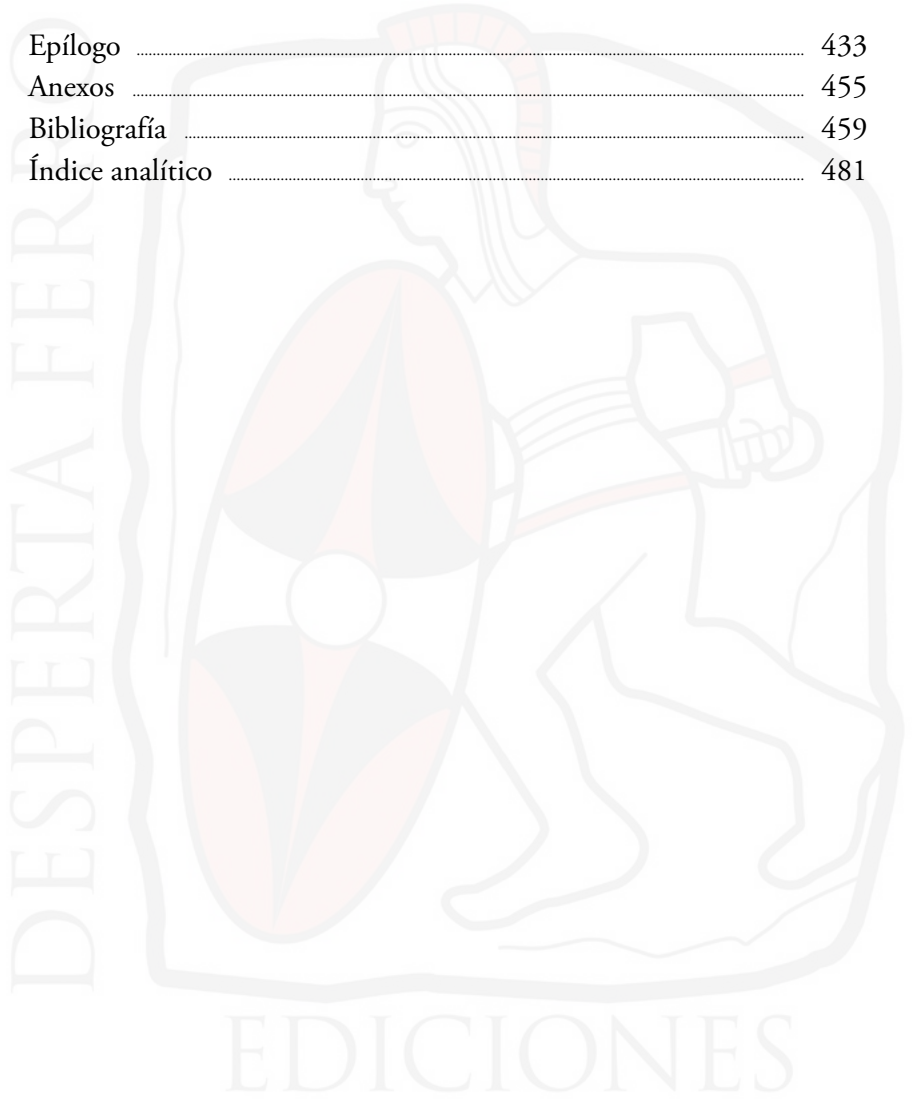 Epílogo 433
Anexos 455
Bibliografía 459
Índice analítico 481
DESPERTA FERRO
EDICIONES